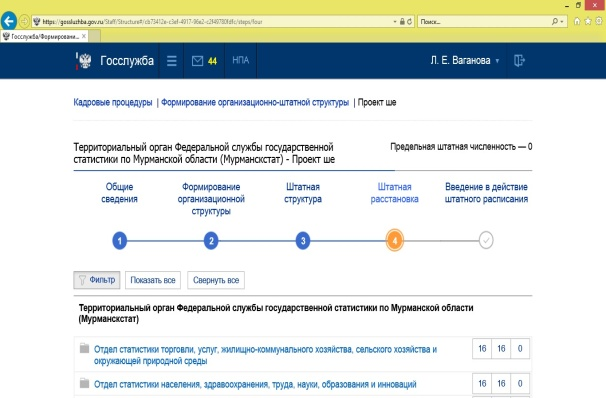 https://gossluzhba.gov.ru/Staff/Structure#/cb73412e-c3ef-4917-96e2-c2f49780fdfc/steps/four
Поиск...
Госслужба/Формировани...
Госслужба 44 НПА Л. Е. Ваганова
Кадровые процедуры | Формирование организационно-штатной структуры | Проект ше
Территориальный орган Федеральной службы государственной
статистики по Мурманской области (Мурманскстат) - Проект ше
Предельная штатная численность — 0
Общие
сведения
Формирование
организационной
структуры
Штатная
структура
Штатная
расстановка
Введение в действие
штатного расписания
1 2 3 4
Фильтр Показать все Свернуть все
Территориальный орган Федеральной службы государственной статистики по Мурманской области
(Мурманскстат)
Отдел статистики торговли, услуг, жилищно-коммунального хозяйства, сельского хозяйства и
окружающей природной среды
16 16 0
Отдел статистики населения, здравоохранения, труда, науки, образования и инноваций
16 16 0